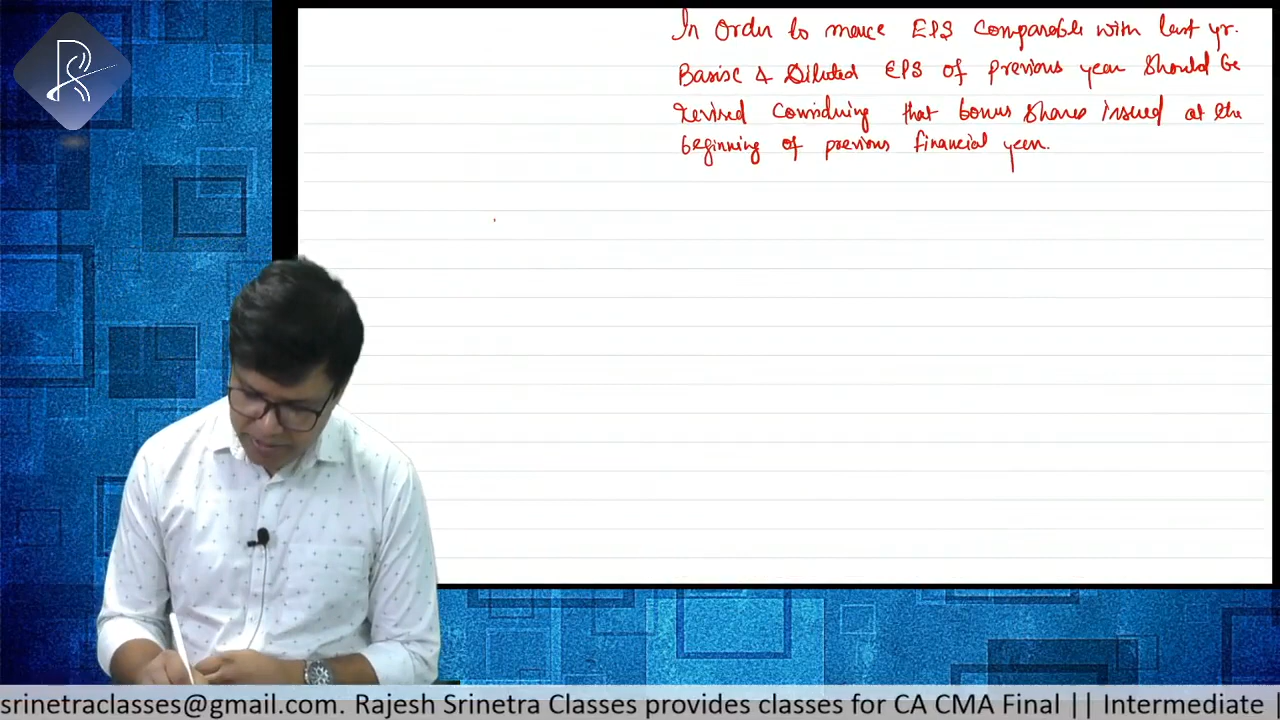 In order to make EPS Comparable with last yr.
Basic & Diluted EPS of previous year should be
revised Considering that bonus shares issued at the
beginning of previous financial year.
RS
srinetraclasses@gmail.com. Rajesh Srinetra Classes provides classes for CA CMA Final || Intermediate |